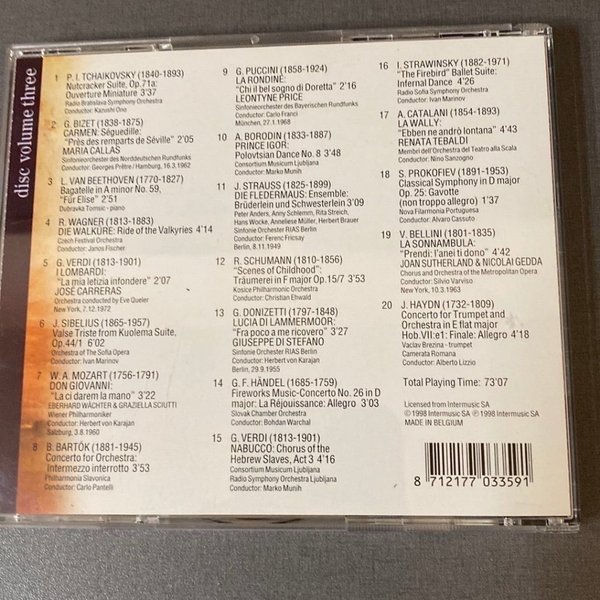 disc volume three
1 P. I. TCHAIKOVSKY (1840-1893)
Nutcracker Suite, Op.71a:
Ouverture Miniature 3'37
Radio Bratislava Symphony Orchestra
Conductor: Kazushi Ono
2 G. BIZET (1838-1875)
CARMEN: Séguedille:
"Près des remparts de Séville" 2'05
MARIA CALLAS
Sinfonieorchester des Norddeutschen Rundfunks
Conductor: Georges Prêtre/Hamburg, 16.3.1962
3 L. VAN BEETHOVEN (1770-1827)
Bagatelle in A minor No. 59,
"Für Elise" 2'51
Dubravka Tomsic - piano
4 R. WAGNER (1813-1883)
DIE WALKURE: Ride of the Valkyries 4'14
Czech Festival Orchestra
Conductor: Janos Fischer
5 G. VERDI (1813-1901)
I LOMBARDI:
"La mia letizia infondere" 2'07
JOSÉ CARRERAS
Orchestra conducted by Eve Queler
New York, 7.12.1972
6 J. SIBELIUS (1865-1957)
Valse Triste from Kuolema Suite,
Op.44/1 6'02
Orchestra of The Sofia Opera
Conductor: Ivan Marinov
7 W. A. MOZART (1756-1791)
DON GIOVANNI:
"La ci darem la mano" 3'22
EBERHARD WÄCHTER & GRAZIELLA SCIUTTI
Wiener Philharmoniker
Conductor: Herbert von Karajan
Salzburg, 3.8.1960
8 B. BARTÓK (1881-1945)
Concerto for Orchestra:
Intermezzo interrotto 3'53
Philharmonia Slavonica
Conductor: Carlo Pantelli
9 G. PUCCINI (1858-1924)
LA RONDINE:
"Chi il bel sogno di Doretta" 2'16
LEONTYNE PRICE
Sinfonieorchester des Bayerischen Rundfunks
Conductor: Carlo Franci
München, 27.1.1968
10 A. BORODIN (1833-1887)
PRINCE IGOR:
Polovtsian Dance No. 8 3'48
Conductor: Marko Munih
11 J. STRAUSS (1825-1899)
DIE FLEDERMAUS: Ensemble:
Brüderlein und Schwesterlein 3'09
Peter Anders, Anny Schlemm, Rita Streich,
Hans Wocke, Anneliese Müller, Herbert Brauer
Sinfonie Orchester RIAS Berlin
Conductor: Ferenc Fricsay
Berlin, 8.11.1949
12 R. SCHUMANN (1810-1856)
"Scenes of Childhood":
Träumerei in F major Op.15/7 3'53
Kosice Philharmonic Orchestra
Conductor: Christian Ehwald
13 G. DONIZETTI (1797-1848)
LUCIA DI LAMMERMOOR:
"Fra poco a me ricovero" 3'27
GIUSEPPE DI STEFANO
Sinfonie Orchester RIAS Berlin
Conductor: Herbert von Karajan
Berlin, 29.9.1955
14 G. F. HÄNDEL (1685-1759)
Fireworks Music-Concerto No. 26 in D
major: La Réjouissance: Allegro 3'03
Slovak Chamber Orchestra
Conductor: Bohdan Warchal
15 G. VERDI (1813-1901)
NABUCCO: Chorus of the
Hebrew Slaves, Act 3 4'16
Consortium Musicum Ljubljana
Radio Symphony Orchestra Ljubljana
Conductor: Marko Munih
16 I. STRAWINSKY (1882-1971)
"The Firebird" Ballet Suite:
Infernal Dance 4'26
Radio Sofia Symphony Orchestra
Conductor: Ivan Marinov
17 A. CATALANI (1854-1893)
LA WALLY:
"Ebben ne andrò lontana" 4'43
RENATA TEBALDI
Membri dell'Orchestra del Teatro alla Scala
Conductor: Nino Sanzogno
18 S. PROKOFIEV (1891-1953)
Classical Symphony in D major
Op. 25: Gavotte
(non troppo allegro) 1'37
Nova Filarmonia Portuguesa
Conductor: Alvaro Cassuto
19 V. BELLINI (1801-1835)
LA SONNAMBULA:
"Prendi: l'anei ti dono" 4'42
JOAN SUTHERLAND & NICOLAI GEDDA
Chorus and Orchestra of the Metropolitan Opera
Conductor: Silvio Varviso
New York, 10.3.1963
20 J. HAYDN (1732-1809)
Concerto for Trumpet and
Orchestra in E flat major
Hob.VII:e1: Finale: Allegro 4'18
Vaclav Brezina - trumpet
Camerata Romana
Conductor: Alberto Lizzio
Total Playing Time: 73'07
Licensed from Intermusic SA
© 1998 Intermusic SA ℗ 1998 Intermusic SA
MADE IN BELGIUM
8 712177 033591